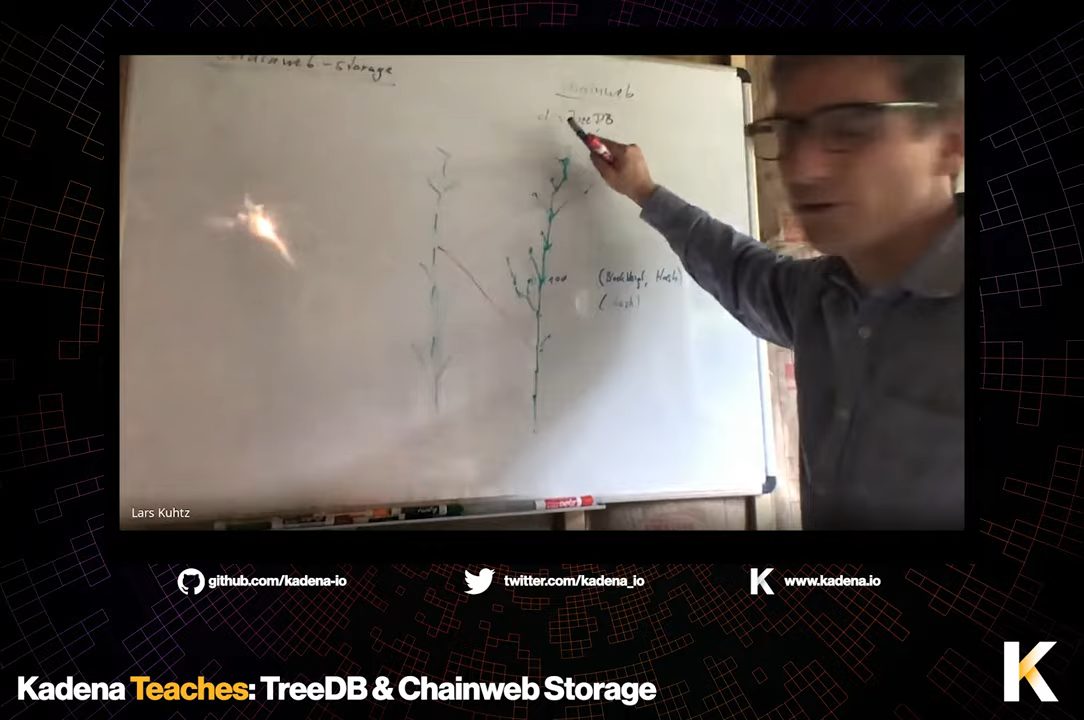 chainweb-storage
chainweb
TreeDB
100
(BlockHeight, Hash)
(Hash)
Lars Kuhtz
github.com/kadena-io
twitter.com/kadena_io
K
www.kadena.io
Kadena Teaches: TreeDB & Chainweb Storage
K